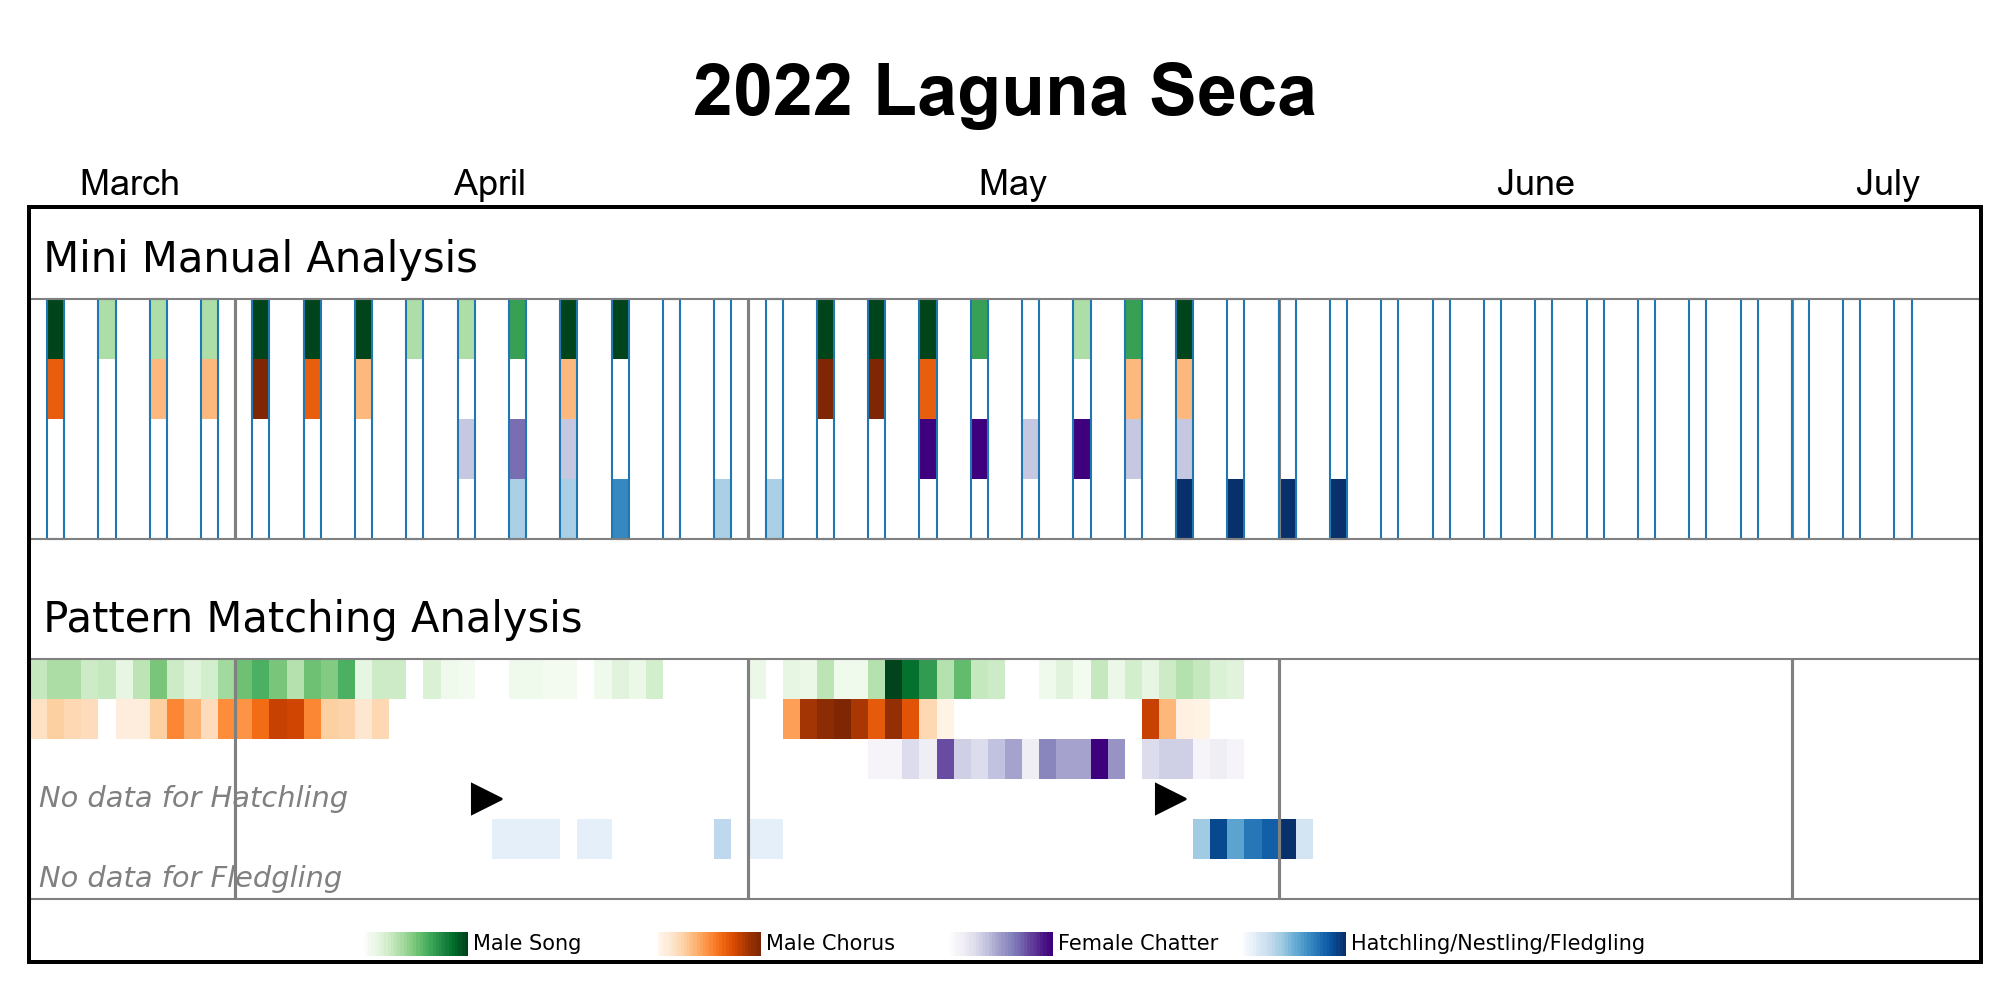 2022 Laguna Seca
March April May June July
Mini Manual Analysis
Pattern Matching Analysis
No data for Hatchling
No data for Fledgling
Male Song Male Chorus Female Chatter Hatchling/Nestling/Fledgling